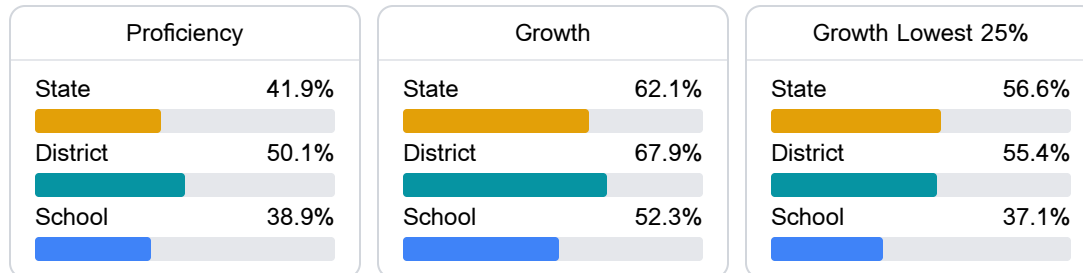 Proficiency
State 41.9%
District 50.1%
School 38.9%
Growth
State 62.1%
District 67.9%
School 52.3%
Growth Lowest 25%
State 56.6%
District 55.4%
School 37.1%